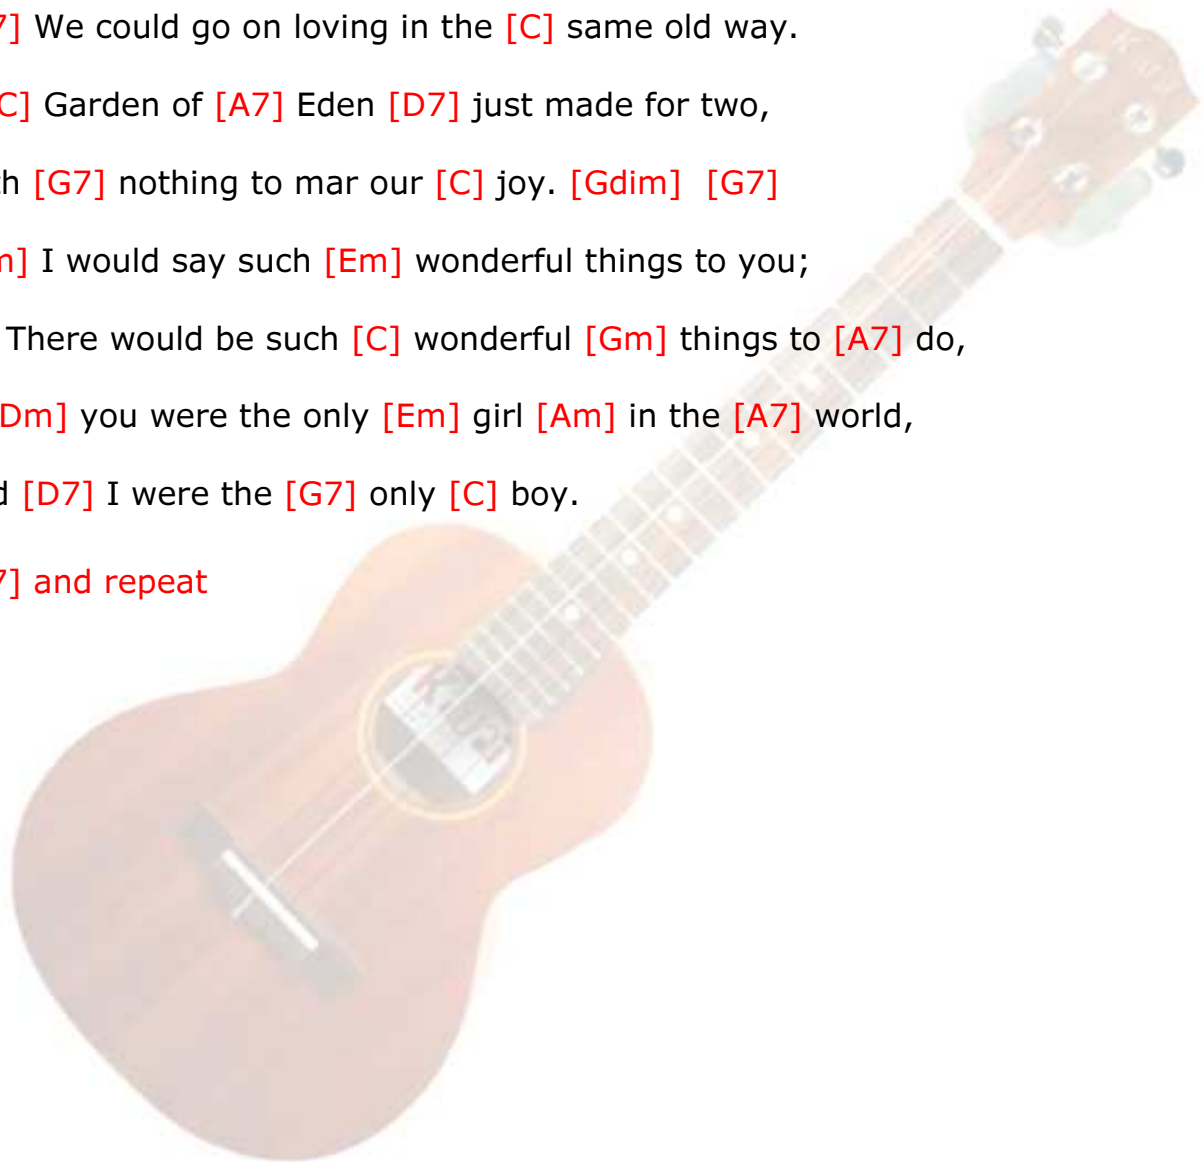 7] We could go on loving in the [C] same old way.
C] Garden of [A7] Eden [D7] just made for two,
th [G7] nothing to mar our [C] joy. [Gdim] [G7]
m] I would say such [Em] wonderful things to you;
There would be such [C] wonderful [Gm] things to [A7] do,
[Dm] you were the only [Em] girl [Am] in the [A7] world,
d [D7] I were the [G7] only [C] boy.
7] and repeat